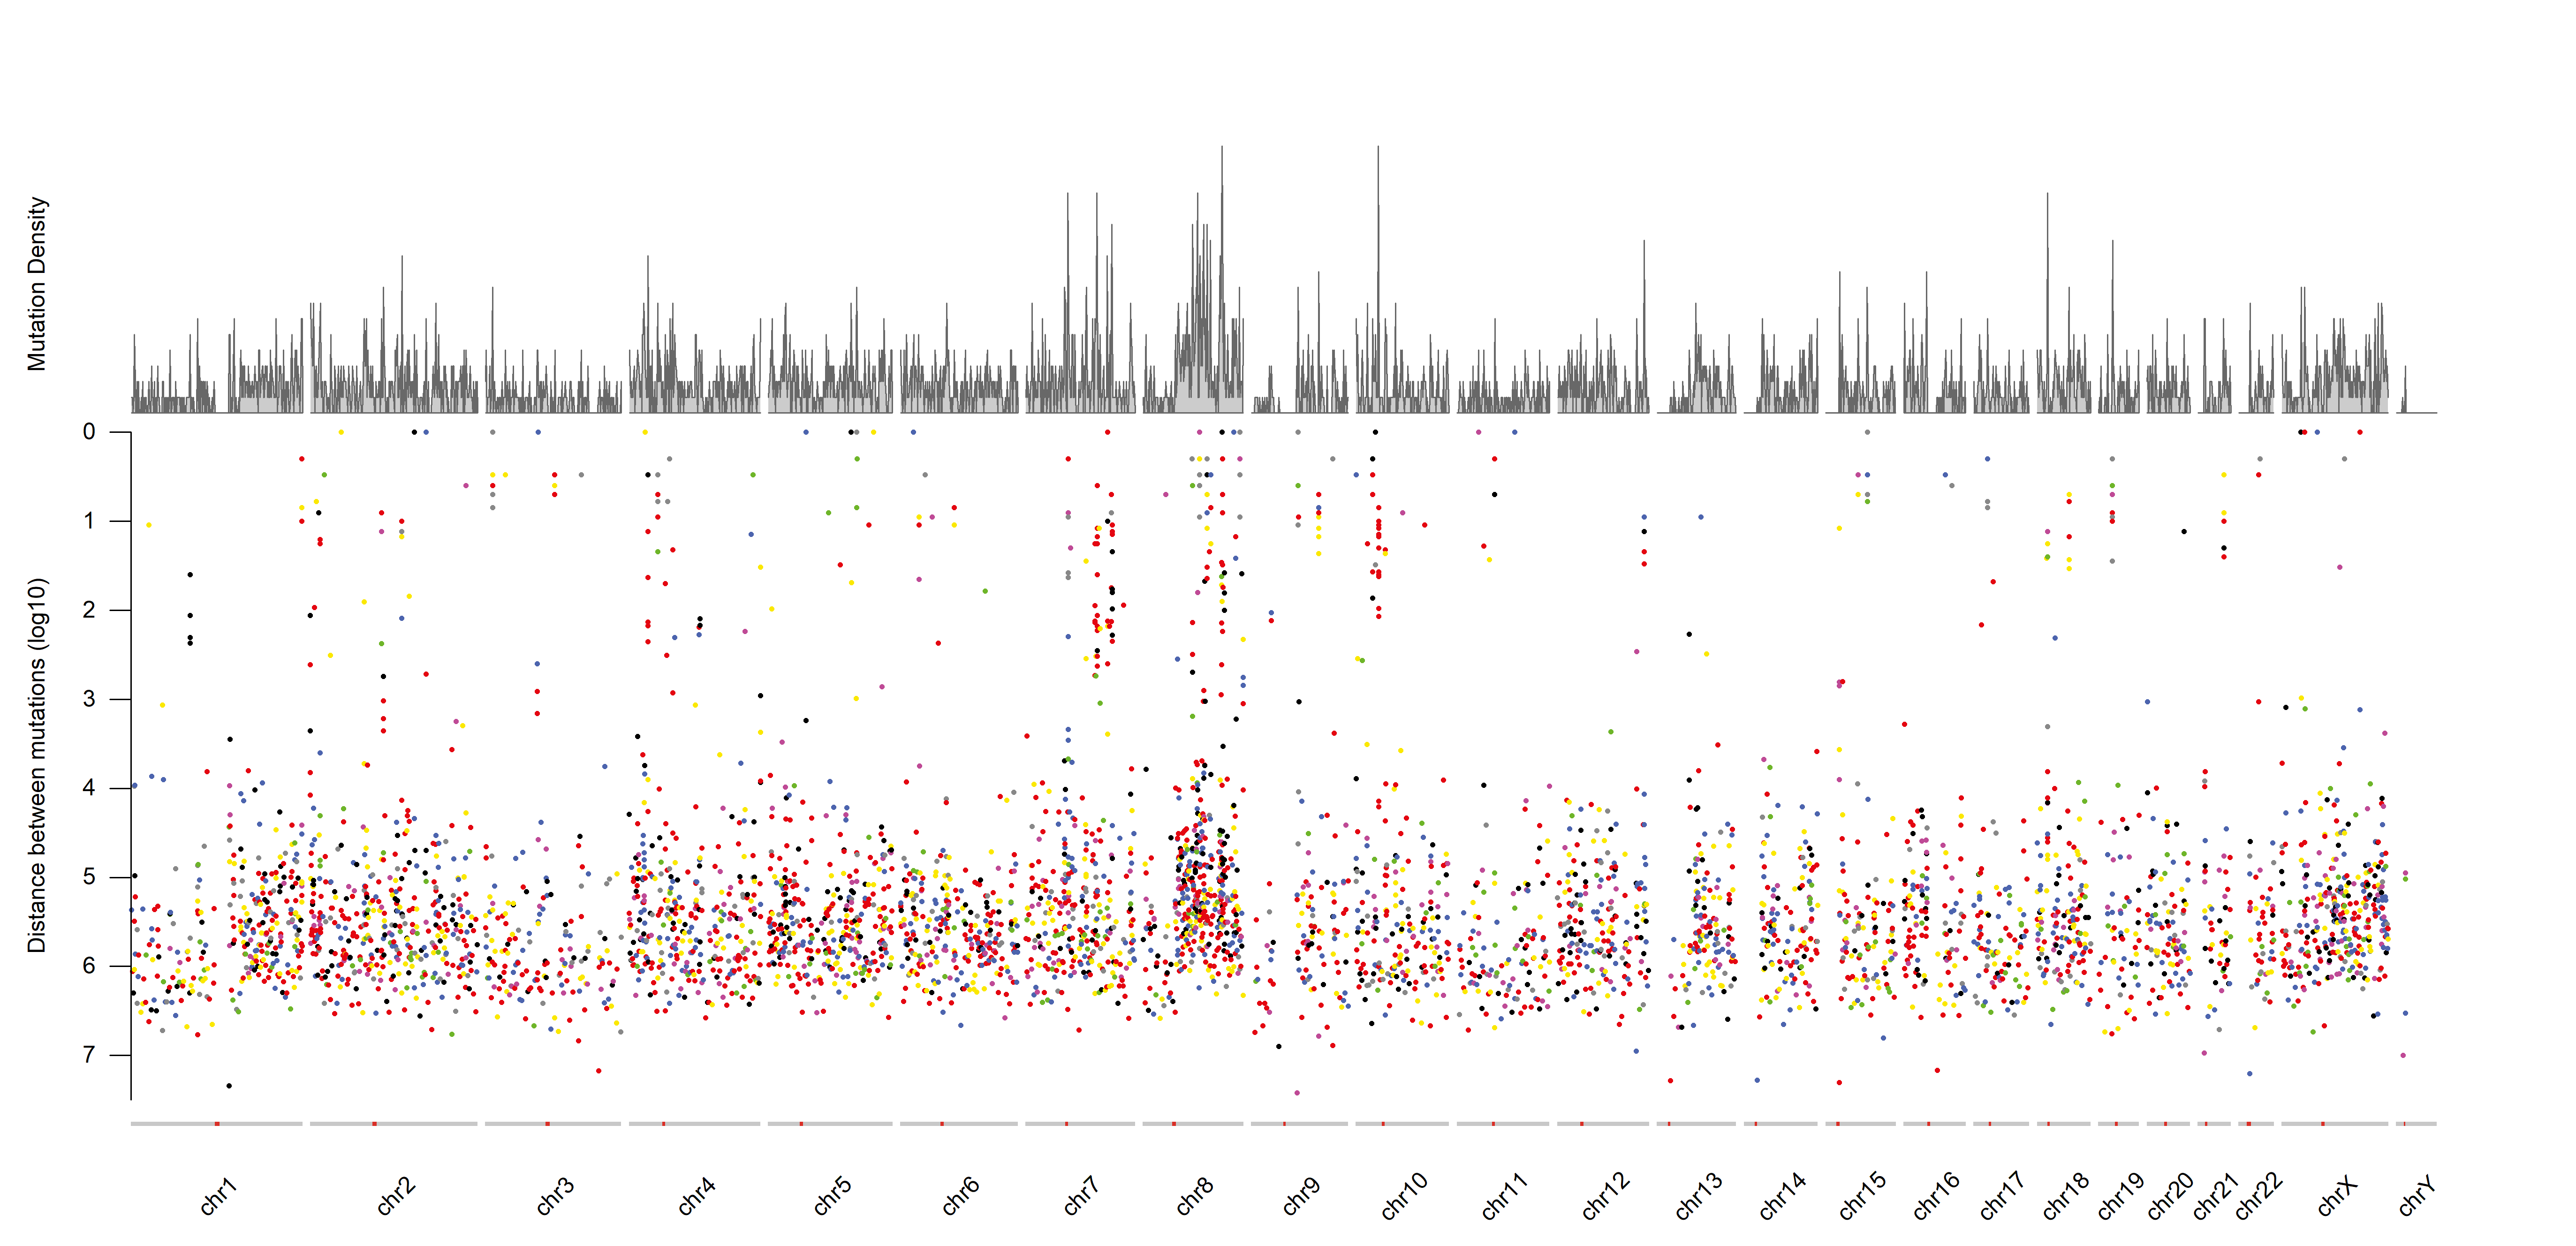 Mutation Density
Distance between mutations (log10)
0
1
2
3
4
5
6
7
chr1
chr2
chr3
chr4
chr5
chr6
chr7
chr8
chr9
chr10
chr11
chr12
chr13
chr14
chr15
chr16
chr17
chr18
chr19
chr20
chr21
chr22
chrX
chrY